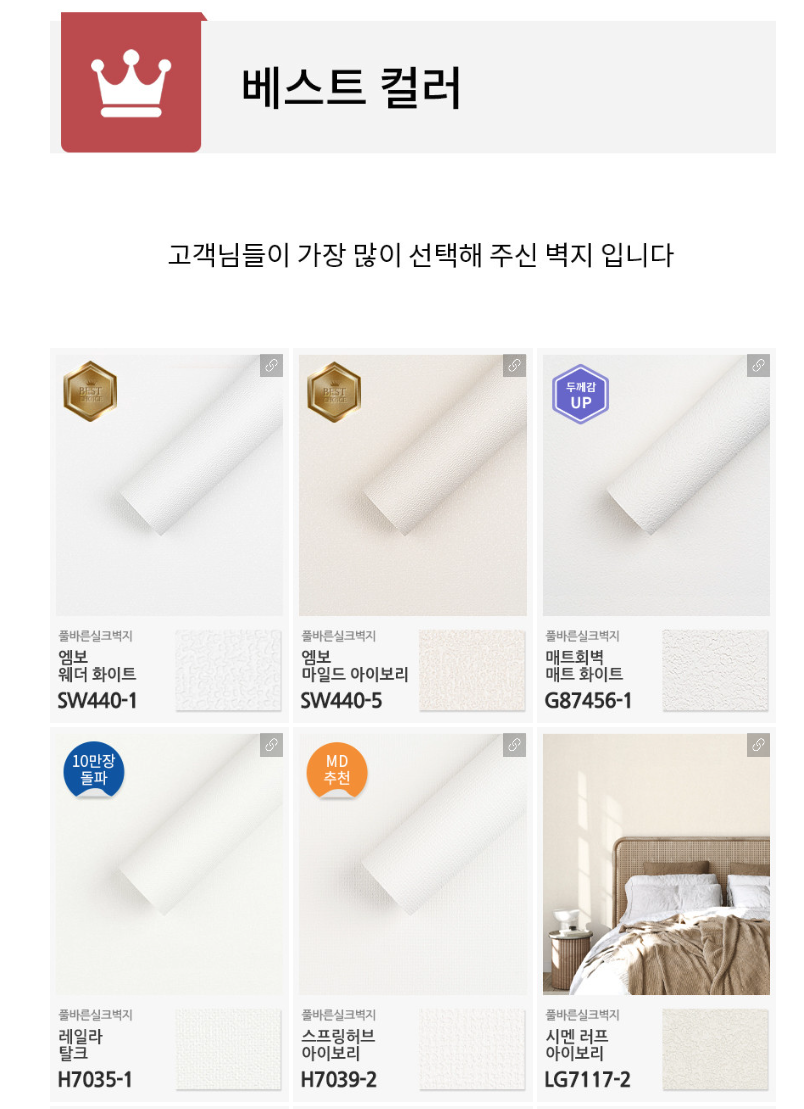 베스트 컬러
고객님들이 가장 많이 선택해 주신 벽지 입니다
BEST
풀바른실크벽지
엠보
웨더 화이트
SW440-1
BEST
풀바른실크벽지
엠보
마일드 아이보리
SW440-5
두께감
UP
풀바른실크벽지
매트회벽
매트 화이트
G87456-1
10만장
돌파
풀바른실크벽지
레일라
탈크
H7035-1
MD
추천
풀바른실크벽지
스프링허브
아이보리
H7039-2
풀바른실크벽지
시멘 러프
아이보리
LG7117-2